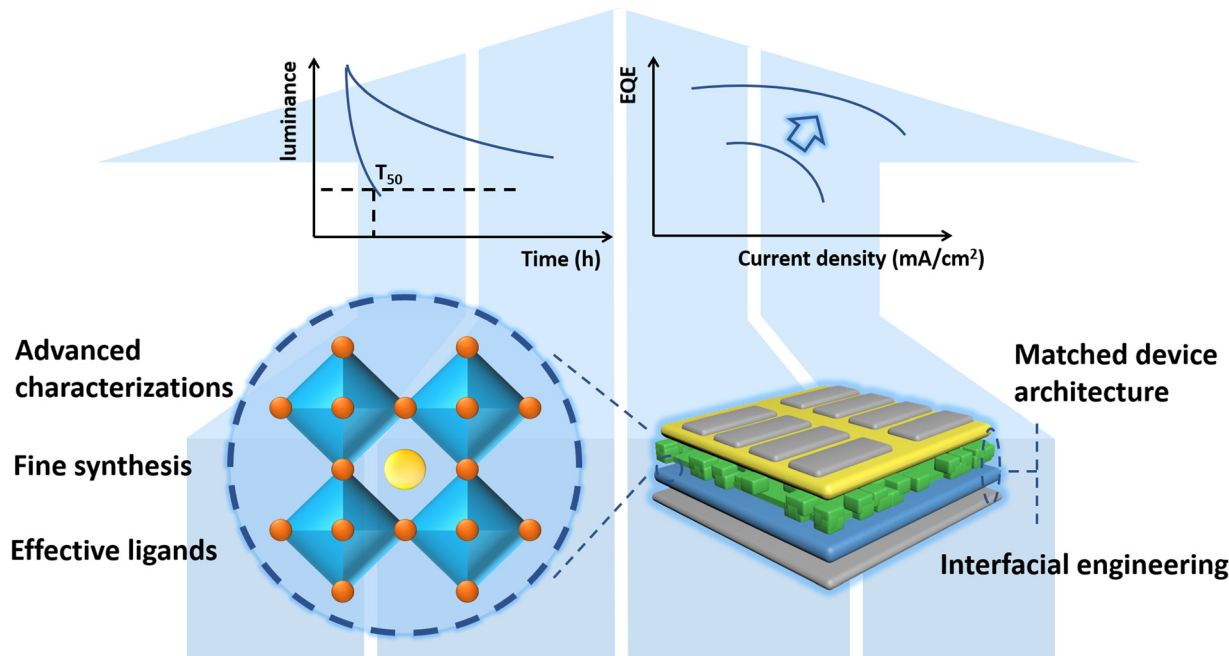 luminance
T₅₀
Time (h)
EQE
Current density (mA/cm²)
Advanced
characterizations
Fine synthesis
Effective ligands
Matched device
architecture
Interfacial engineering